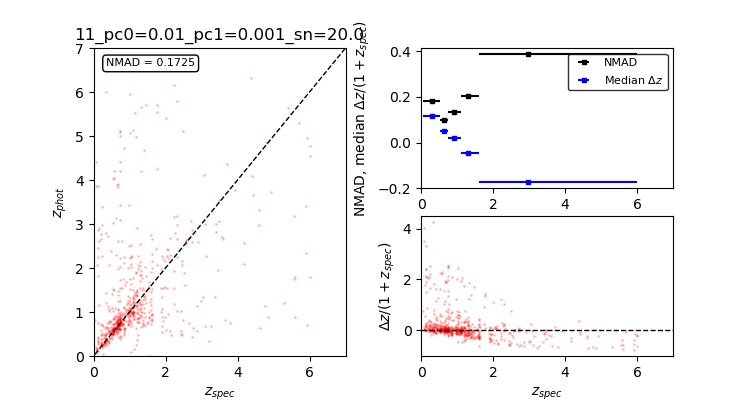 11_pc0=0.01_pc1=0.001_sn=20.0
NMAD = 0.1725
7
6
5
4
3
2
1
0
0 2 4 6
z_phot
z_spec
NMAD, median Δz/(1 + z_spec)
0.4
0.2
0.0
−0.2
0 2 4 6
NMAD
Median Δz
Δz/(1 + z_spec)
4
2
0
0 2 4 6
z_spec